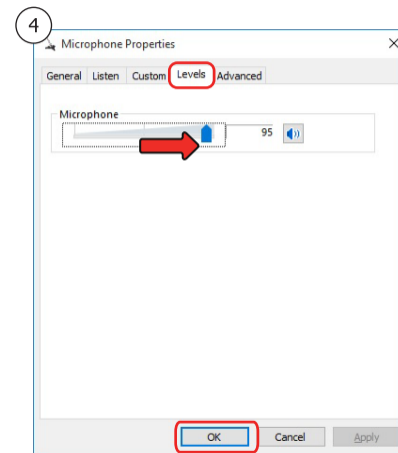 4
Microphone Properties
General Listen Custom Levels Advanced
Microphone
95
OK Cancel Apply